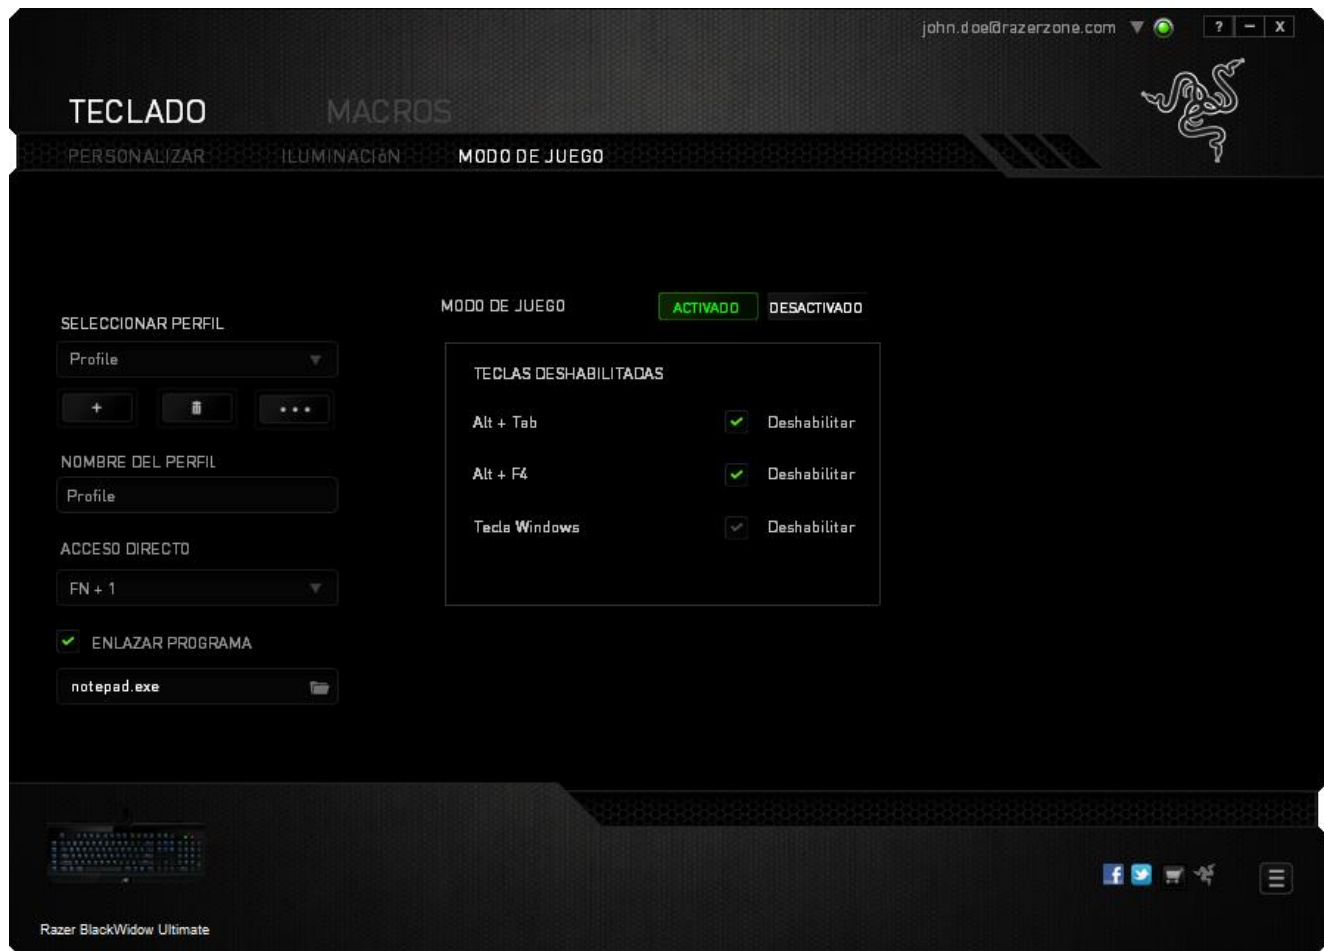 john.doe@razerzone.com
? – X
TECLADO MACROS
PERSONALIZAR ILUMINACIóN MODO DE JUEGO
MODO DE JUEGO ACTIVADO DESACTIVADO
SELECCIONAR PERFIL
Profile
+ •••
NOMBRE DEL PERFIL
Profile
ACCESO DIRECTO
FN + 1
ENLAZAR PROGRAMA
notepad.exe
TECLAS DESHABILITADAS
Alt + Tab Deshabilitar
Alt + F4 Deshabilitar
Tecla Windows Deshabilitar
Razer BlackWidow Ultimate